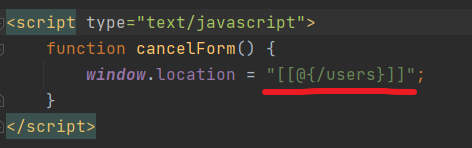 <script type="text/javascript">
function cancelForm() {
window.location = "[[@{/users}]]";
}
</script>